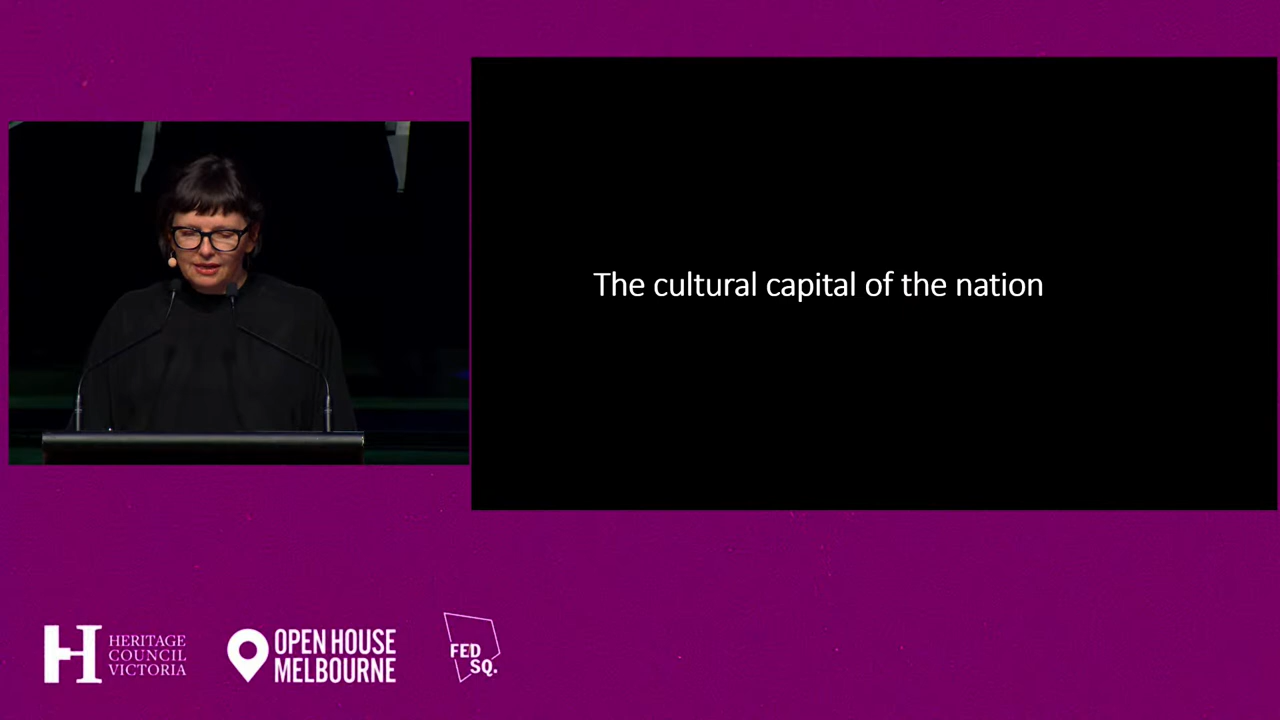 The cultural capital of the nation
HERITAGE
COUNCIL
VICTORIA
OPEN HOUSE
MELBOURNE
FED
SQ.